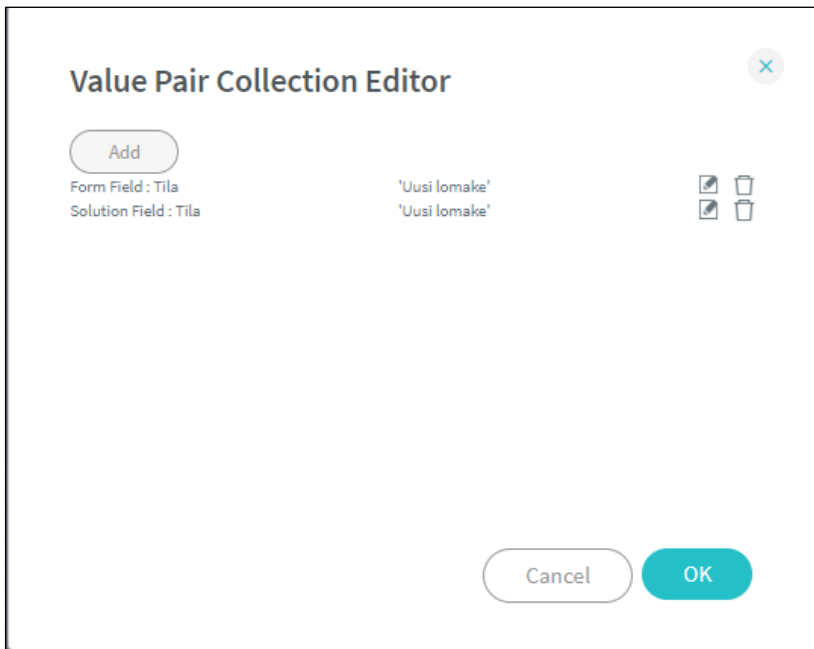 Value Pair Collection Editor
Add
Form Field : Tila 'Uusi lomake'
Solution Field : Tila 'Uusi lomake'
Cancel OK